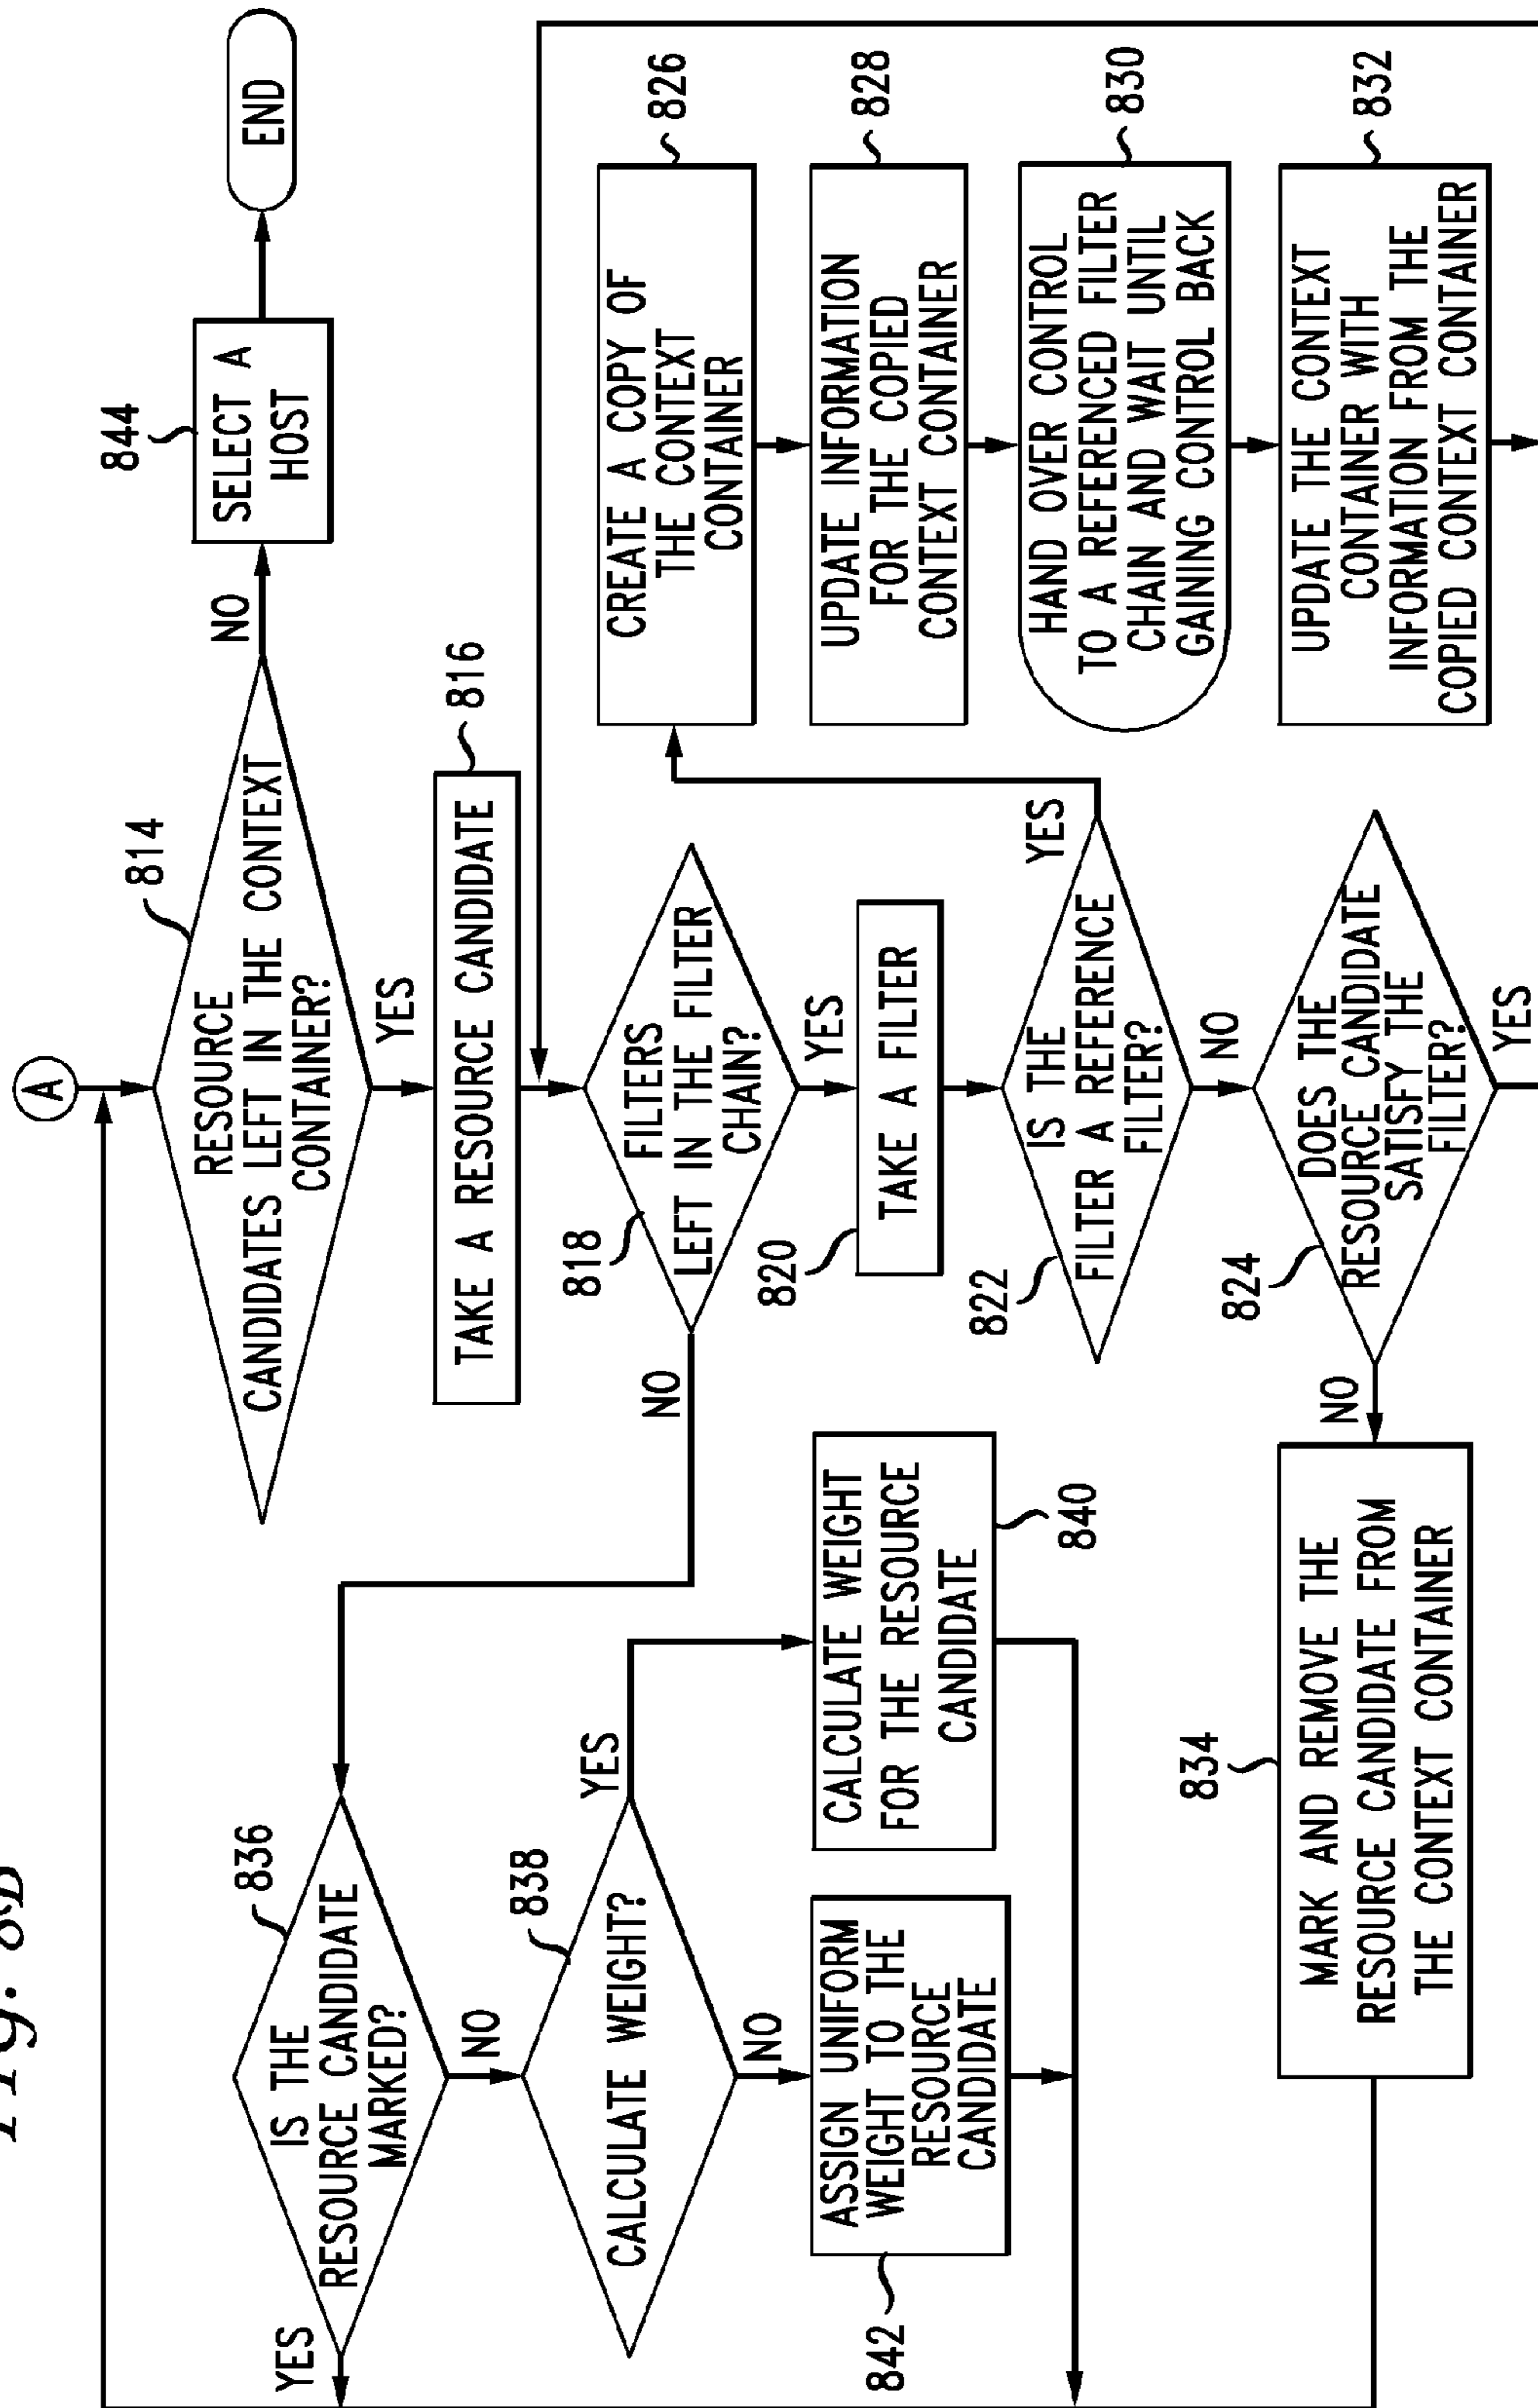 Fig. 8B
A
814
RESOURCE
CANDIDATES LEFT IN THE CONTEXT
CONTAINER?
NO
844
SELECT A
HOST
END
YES
816
TAKE A RESOURCE CANDIDATE
818
FILTERS
LEFT IN THE FILTER
CHAIN?
NO
YES
820
TAKE A FILTER
822
IS THE
FILTER A REFERENCE
FILTER?
YES
NO
824
DOES THE
RESOURCE CANDIDATE
SATISFY THE
FILTER?
NO
YES
826
CREATE A COPY OF
THE CONTEXT
CONTAINER
828
UPDATE INFORMATION
FOR THE COPIED
CONTEXT CONTAINER
830
HAND OVER CONTROL
TO A REFERENCED FILTER
CHAIN AND WAIT UNTIL
GAINING CONTROL BACK
832
UPDATE THE CONTEXT
CONTAINER WITH
INFORMATION FROM THE
COPIED CONTEXT CONTAINER
834
MARK AND REMOVE THE
RESOURCE CANDIDATE FROM
THE CONTEXT CONTAINER
836
IS THE
RESOURCE CANDIDATE
MARKED?
YES
NO
838
CALCULATE WEIGHT?
YES
NO
840
CALCULATE WEIGHT
FOR THE RESOURCE
CANDIDATE
842
ASSIGN UNIFORM
WEIGHT TO THE
RESOURCE
CANDIDATE